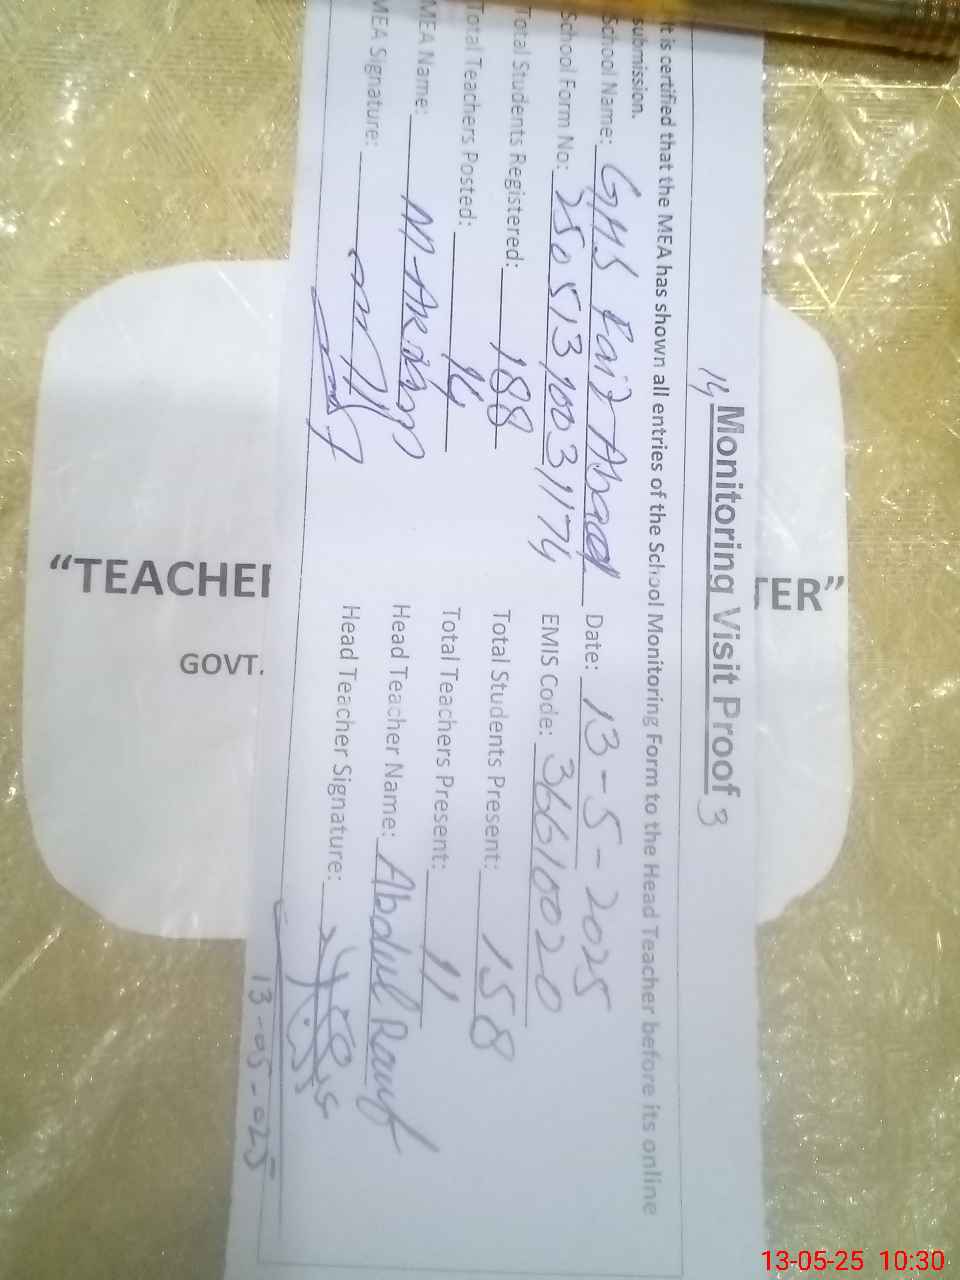 14 Monitoring Visit Proof 3
It is certified that the MEA has shown all entries of the School Monitoring Form to the Head Teacher before its online
submission.
School Name: GHS Faiz Abad Date: 13-5-2025
School Form No: 25051310031174 EMIS Code: 36610020
Total Students Registered: 188 Total Students Present: 158
Total Teachers Posted: 14 Total Teachers Present: 11
MEA Name: M-Akram Head Teacher Name: Abdul Rauf
MEA Signature: Head Teacher Signature:
13-05-025
"TEACHE TER"
GOVT.
13-05-25 10:30